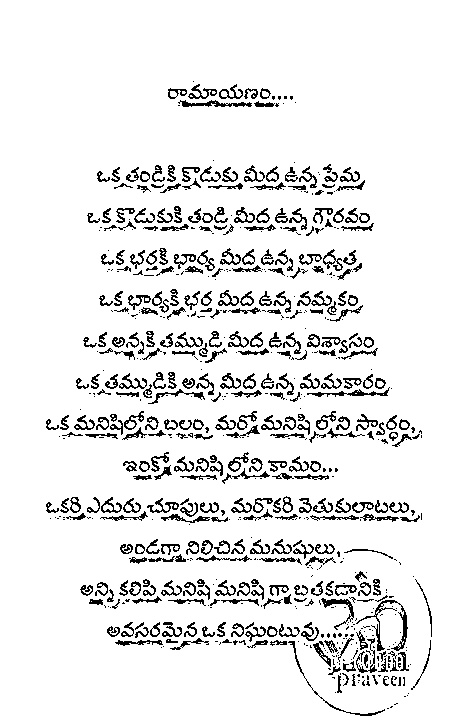 రామాయణం....
ఒక తండ్రికి కొడుకు మీద ఉన్న ప్రేమ,
ఒక కొడుకుకి తండ్రి మీద ఉన్న గౌరవం,
ఒక భర్తకి భార్య మీద ఉన్న బాధ్యత,
ఒక భార్యకి భర్త మీద ఉన్న నమ్మకం,
ఒక అన్నకి తమ్ముడి మీద ఉన్న విశ్వాసం,
ఒక తమ్ముడికి అన్న మీద ఉన్న మమకారం,
ఒక మనిషిలోని బలం, మరో మనిషి లోని స్వార్థం,
ఇంకో మనిషి లోని కామం...
ఒకరి ఎదురు చూపులు, మరొకరి వెతుకులాటలు,
అండగా నిలిచిన మనుషులు,
అన్ని కలిపి మనిషి మనిషి గా బ్రతకడానికి
అవసరమైన ఒక నిఘంటువు......
praveen